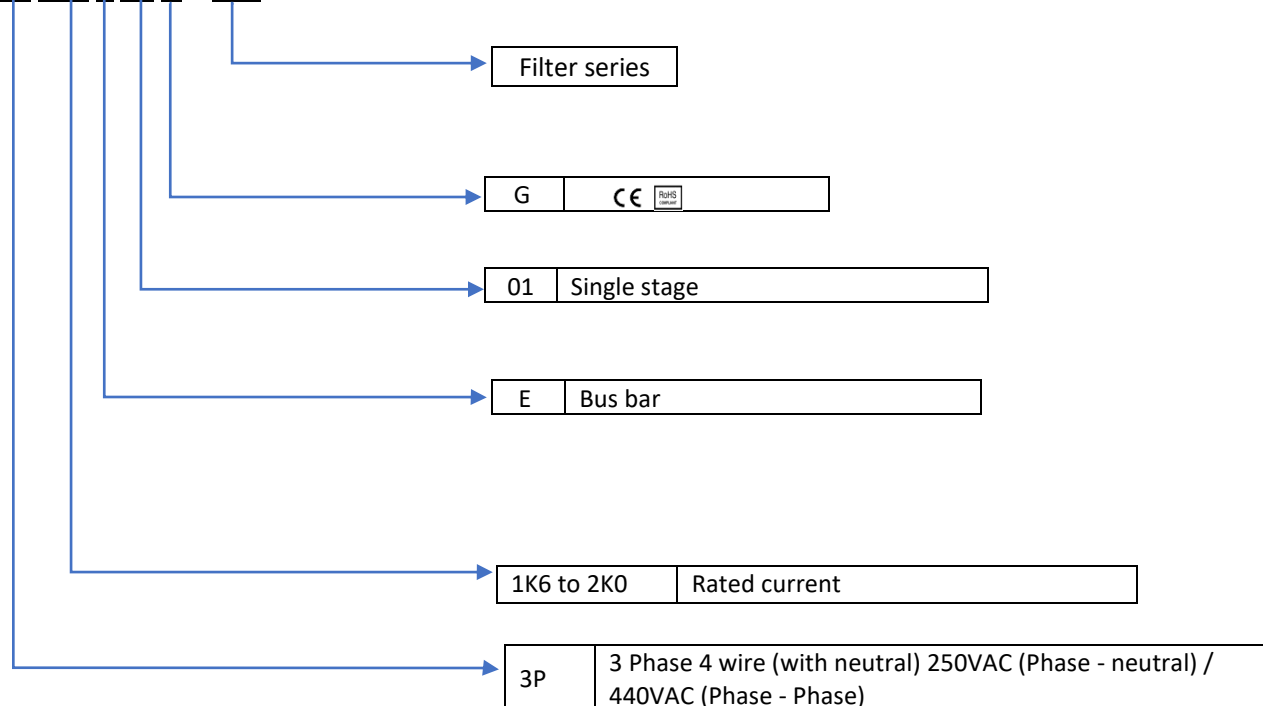 Filter series
G CE RoHS
COMPLIANT
01 Single stage
E Bus bar
1K6 to 2K0 Rated current
3P 3 Phase 4 wire (with neutral) 250VAC (Phase - neutral) /
440VAC (Phase - Phase)